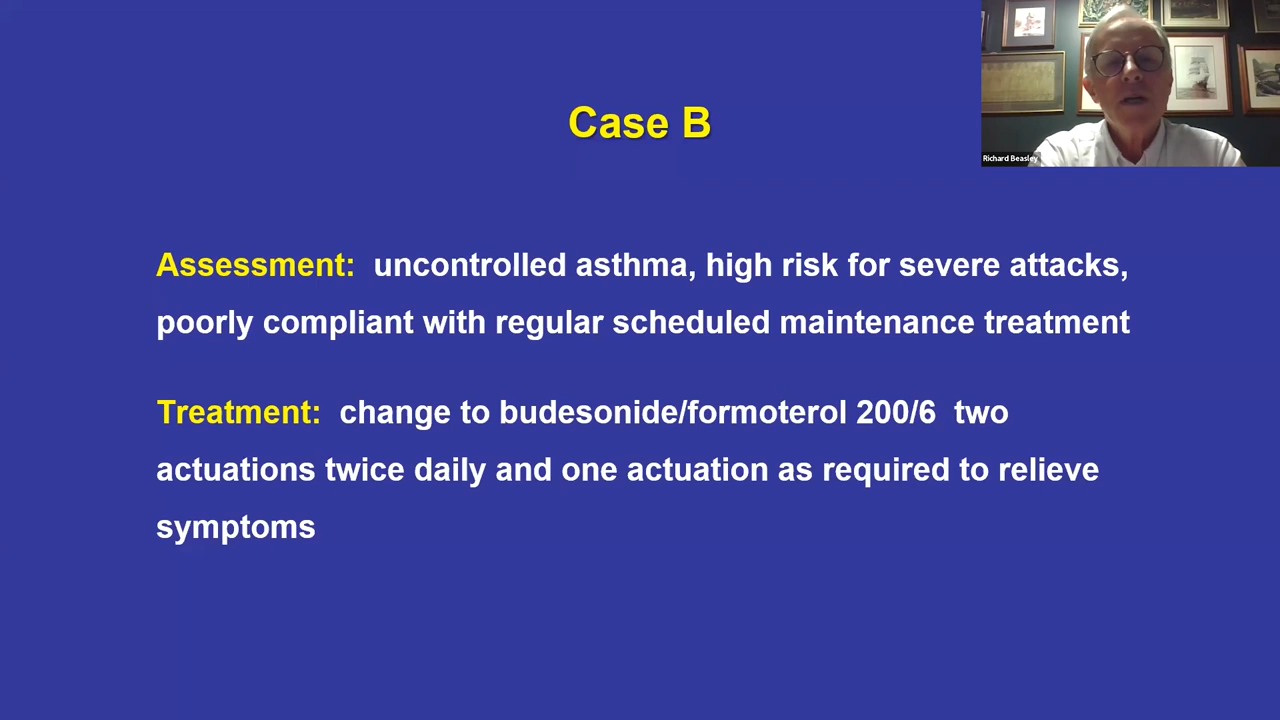 Case B
Richard Beasley
Assessment: uncontrolled asthma, high risk for severe attacks,
poorly compliant with regular scheduled maintenance treatment
Treatment: change to budesonide/formoterol 200/6 two
actuations twice daily and one actuation as required to relieve
symptoms